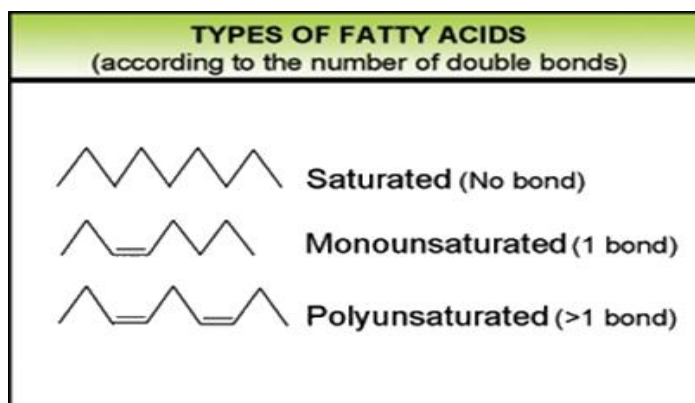 TYPES OF FATTY ACIDS
(according to the number of double bonds)
Saturated (No bond)
Monounsaturated (1 bond)
Polyunsaturated (>1 bond)